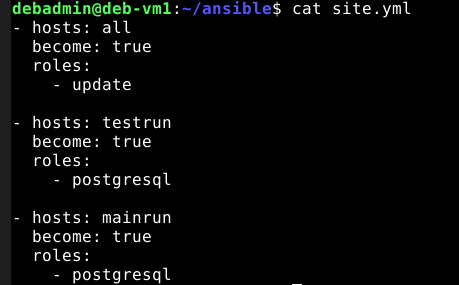 debadmin@deb-vm1:~/ansible$ cat site.yml
- hosts: all
  become: true
  roles:
    - update

- hosts: testrun
  become: true
  roles:
    - postgresql

- hosts: mainrun
  become: true
  roles:
    - postgresql